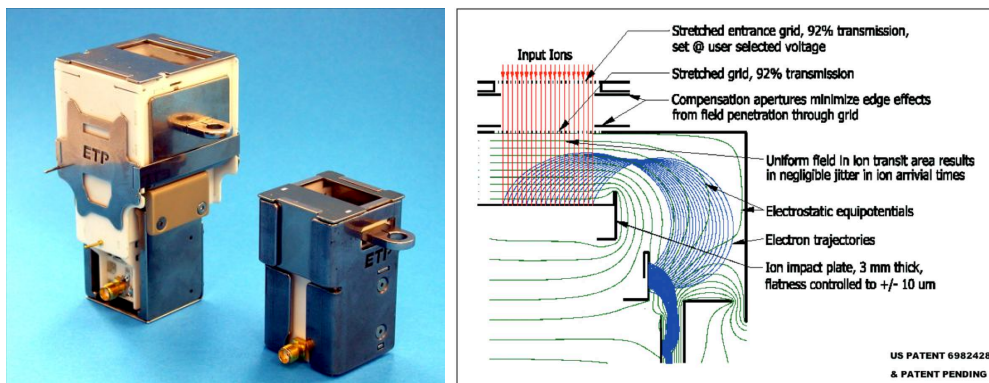 ETP
ETP
Input Ions
Stretched entrance grid, 92% transmission,
set @ user selected voltage
Stretched grid, 92% transmission
Compensation apertures minimize edge effects
from field penetration through grid
Uniform field in ion transit area results
in negligible jitter in ion arrival times
Electrostatic equipotentials
Electron trajectories
Ion impact plate, 3 mm thick,
flatness controlled to +/- 10 um
US PATENT 6982428
& PATENT PENDING